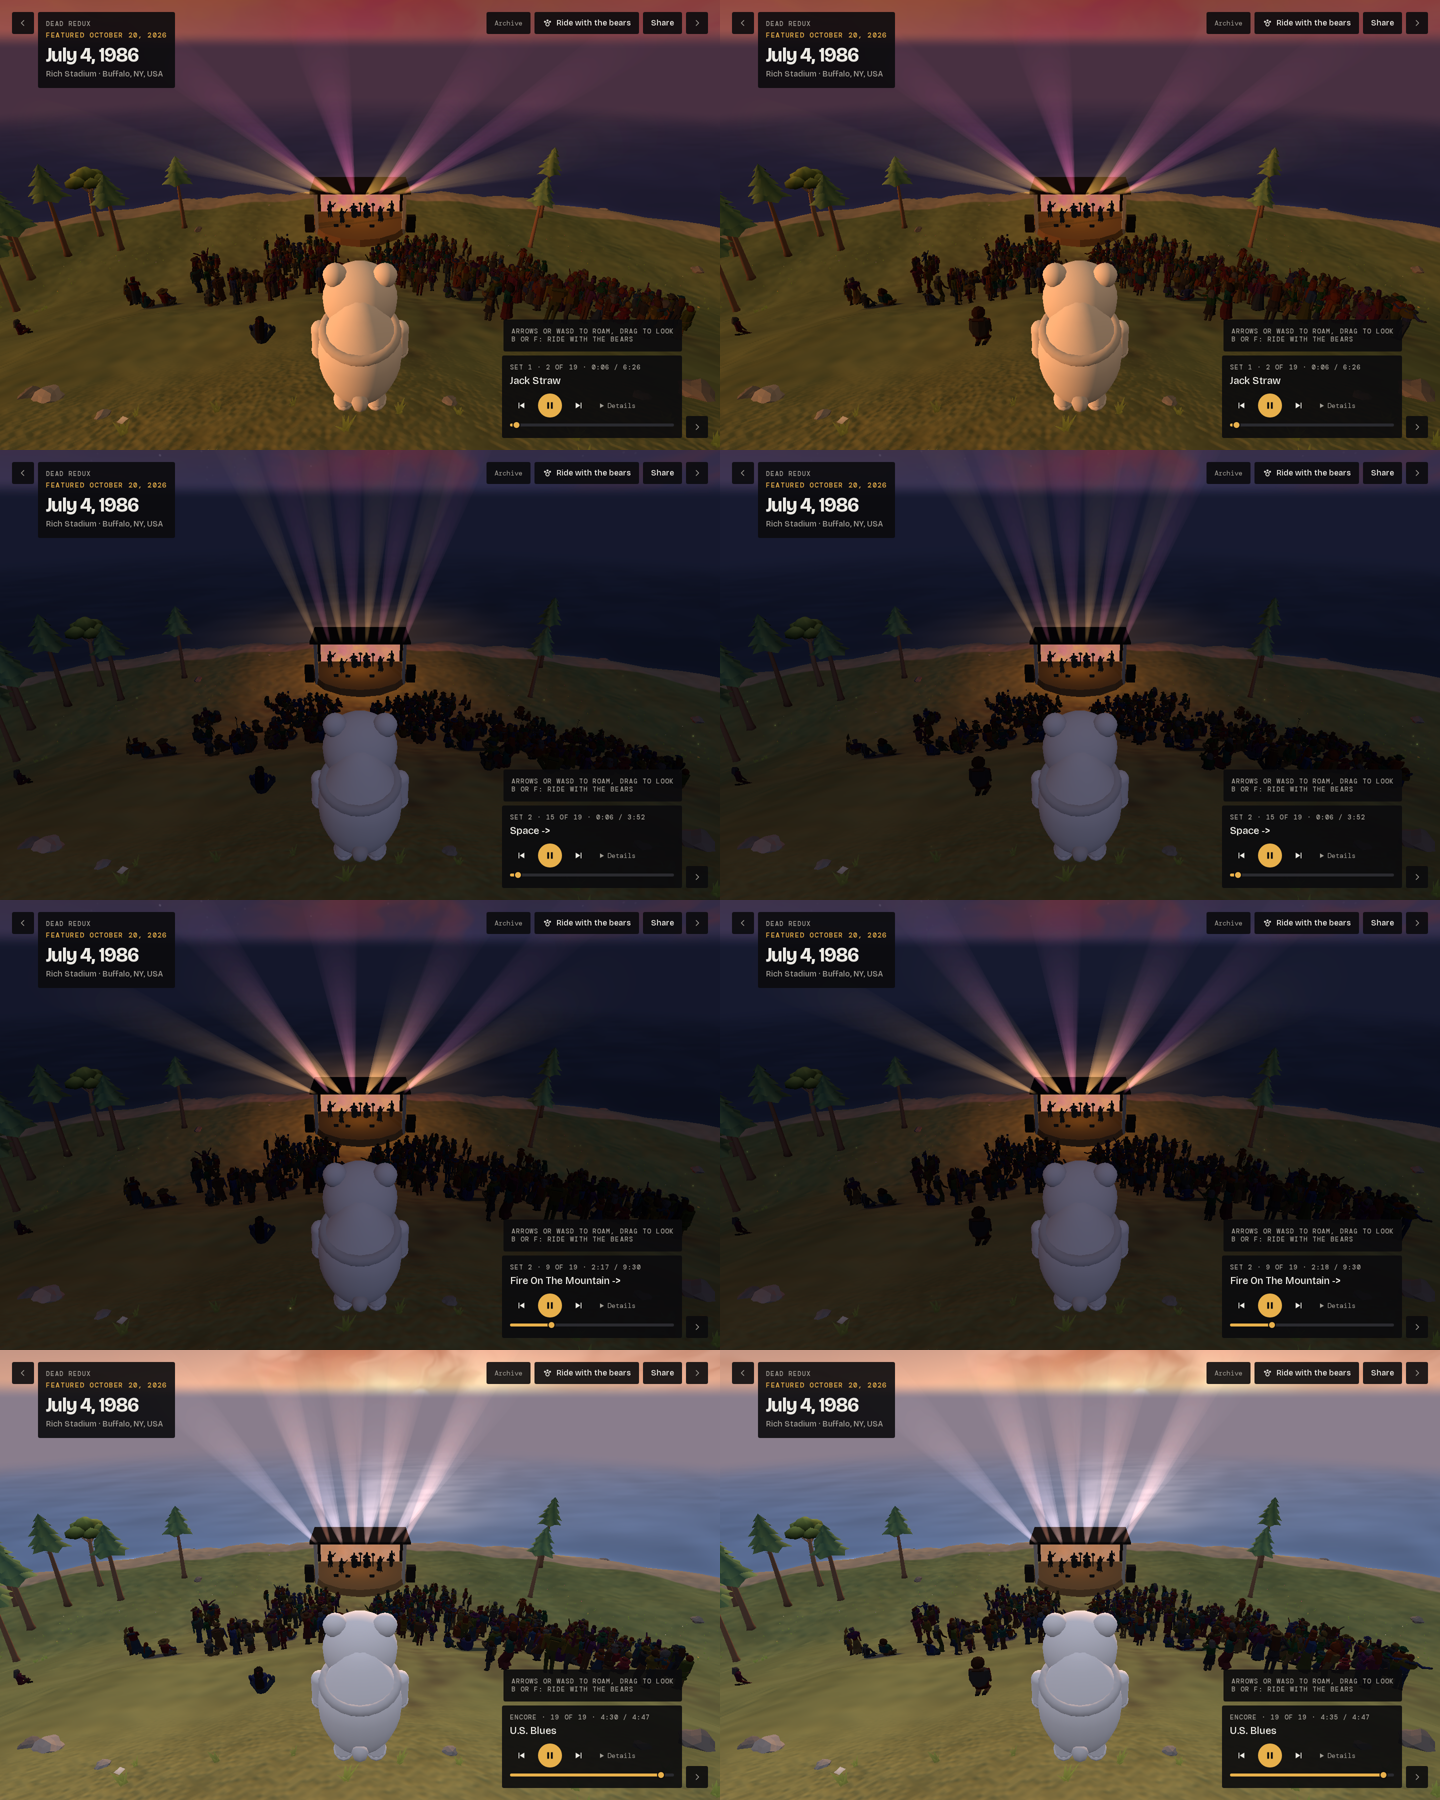 DEAD REDUX
FEATURED OCTOBER 20, 2026
July 4, 1986
Rich Stadium · Buffalo, NY, USA
Archive
Ride with the bears
Share
ARROWS OR WASD TO ROAM, DRAG TO LOOK
B OR F: RIDE WITH THE BEARS
SET 1 · 2 OF 19 · 0:06 / 6:26
Jack Straw
Details
DEAD REDUX
FEATURED OCTOBER 20, 2026
July 4, 1986
Rich Stadium · Buffalo, NY, USA
Archive
Ride with the bears
Share
ARROWS OR WASD TO ROAM, DRAG TO LOOK
B OR F: RIDE WITH THE BEARS
SET 1 · 2 OF 19 · 0:06 / 6:26
Jack Straw
Details
DEAD REDUX
FEATURED OCTOBER 20, 2026
July 4, 1986
Rich Stadium · Buffalo, NY, USA
Archive
Ride with the bears
Share
ARROWS OR WASD TO ROAM, DRAG TO LOOK
B OR F: RIDE WITH THE BEARS
SET 2 · 15 OF 19 · 0:06 / 3:52
Space ->
Details
DEAD REDUX
FEATURED OCTOBER 20, 2026
July 4, 1986
Rich Stadium · Buffalo, NY, USA
Archive
Ride with the bears
Share
ARROWS OR WASD TO ROAM, DRAG TO LOOK
B OR F: RIDE WITH THE BEARS
SET 2 · 15 OF 19 · 0:06 / 3:52
Space ->
Details
DEAD REDUX
FEATURED OCTOBER 20, 2026
July 4, 1986
Rich Stadium · Buffalo, NY, USA
Archive
Ride with the bears
Share
ARROWS OR WASD TO ROAM, DRAG TO LOOK
B OR F: RIDE WITH THE BEARS
SET 2 · 9 OF 19 · 2:17 / 9:30
Fire On The Mountain ->
Details
DEAD REDUX
FEATURED OCTOBER 20, 2026
July 4, 1986
Rich Stadium · Buffalo, NY, USA
Archive
Ride with the bears
Share
ARROWS OR WASD TO ROAM, DRAG TO LOOK
B OR F: RIDE WITH THE BEARS
SET 2 · 9 OF 19 · 2:18 / 9:30
Fire On The Mountain ->
Details
DEAD REDUX
FEATURED OCTOBER 20, 2026
July 4, 1986
Rich Stadium · Buffalo, NY, USA
Archive
Ride with the bears
Share
ARROWS OR WASD TO ROAM, DRAG TO LOOK
B OR F: RIDE WITH THE BEARS
ENCORE · 19 OF 19 · 4:30 / 4:47
U.S. Blues
Details
DEAD REDUX
FEATURED OCTOBER 20, 2026
July 4, 1986
Rich Stadium · Buffalo, NY, USA
Archive
Ride with the bears
Share
ARROWS OR WASD TO ROAM, DRAG TO LOOK
B OR F: RIDE WITH THE BEARS
ENCORE · 19 OF 19 · 4:35 / 4:47
U.S. Blues
Details